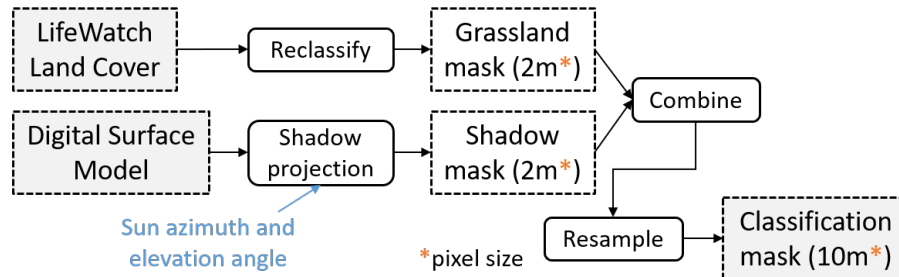 LifeWatch
Land Cover
Reclassify
Grassland
mask (2m*)
Combine
Digital Surface
Model
Shadow
projection
Shadow
mask (2m*)
Sun azimuth and
elevation angle
*pixel size
Resample
Classification
mask (10m*)